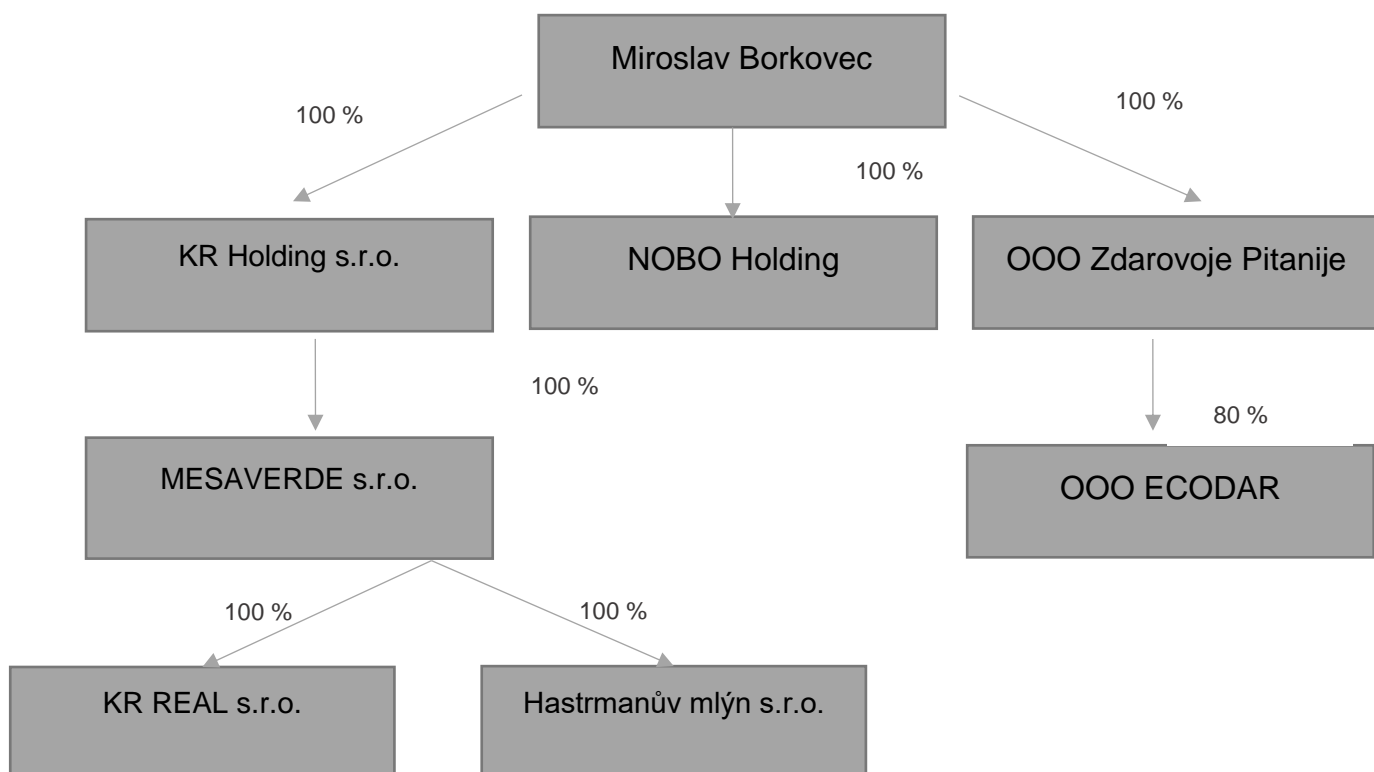 Miroslav Borkovec
100 %
100 %
100 %
KR Holding s.r.o.
NOBO Holding
OOO Zdarovoje Pitanije
100 %
80 %
MESAVERDE s.r.o.
OOO ECODAR
100 %
100 %
KR REAL s.r.o.
Hastrmanův mlýn s.r.o.